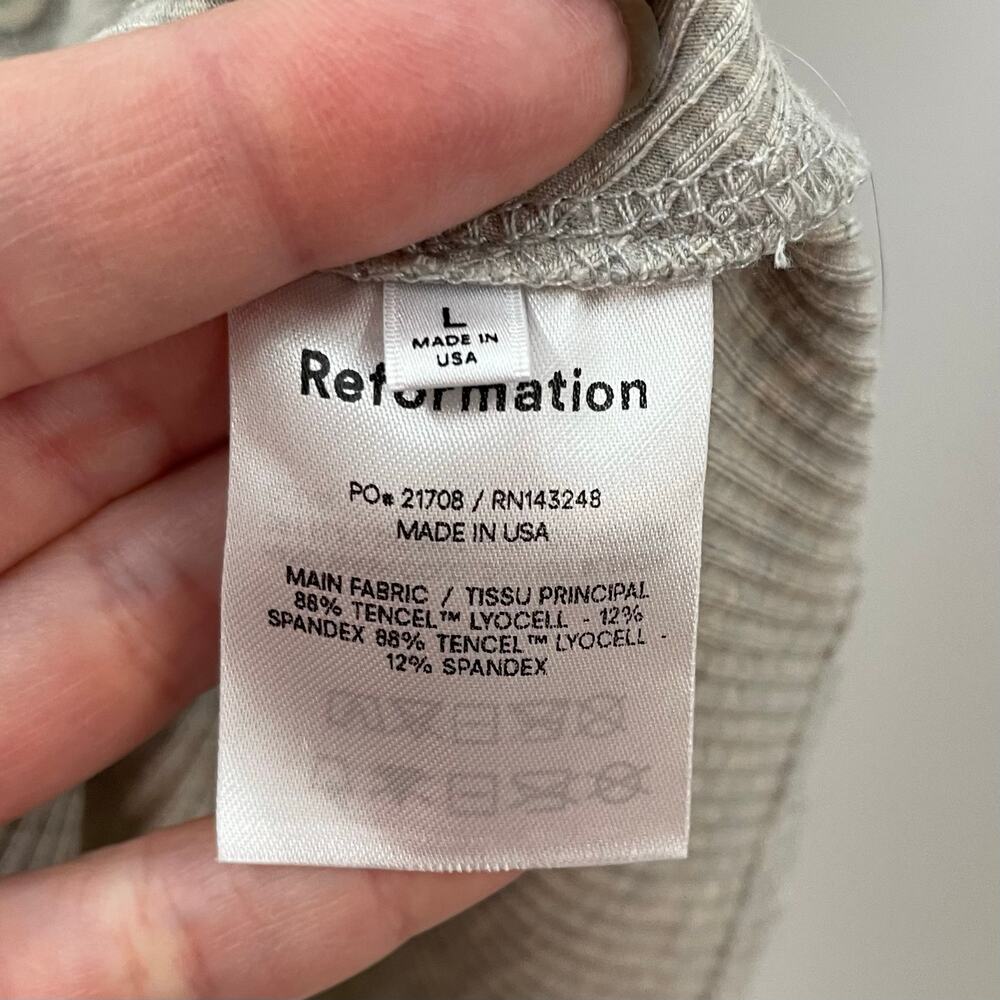 L
MADE IN
USA
Reformation
PO# 21708 / RN143248
MADE IN USA
MAIN FABRIC / TISSU PRINCIPAL
88% TENCEL™ LYOCELL - 12%
SPANDEX 88% TENCEL™ LYOCELL -
12% SPANDEX